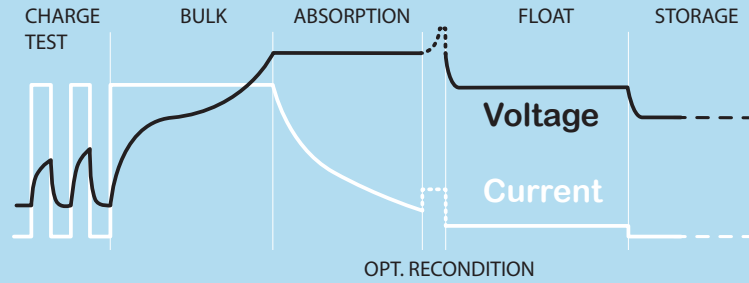 CHARGE TEST
BULK
ABSORPTION
FLOAT
STORAGE
Voltage
Current
OPT. RECONDITION